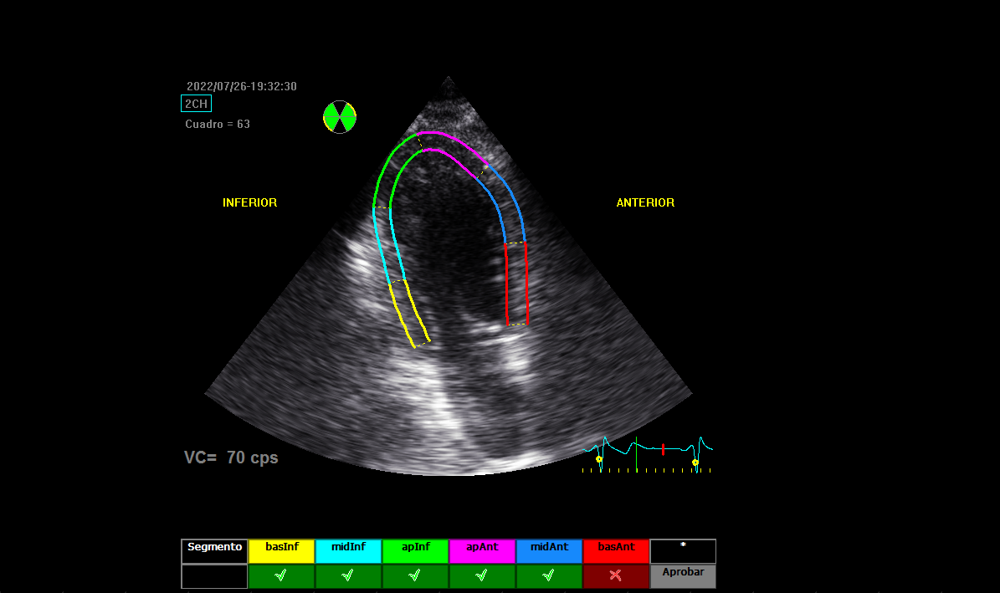 2022/07/26-19:32:30
2CH
Cuadro = 63
INFERIOR
ANTERIOR
VC= 70 cps
Segmento basInf midInf apInf apAnt midAnt basAnt *
Aprobar